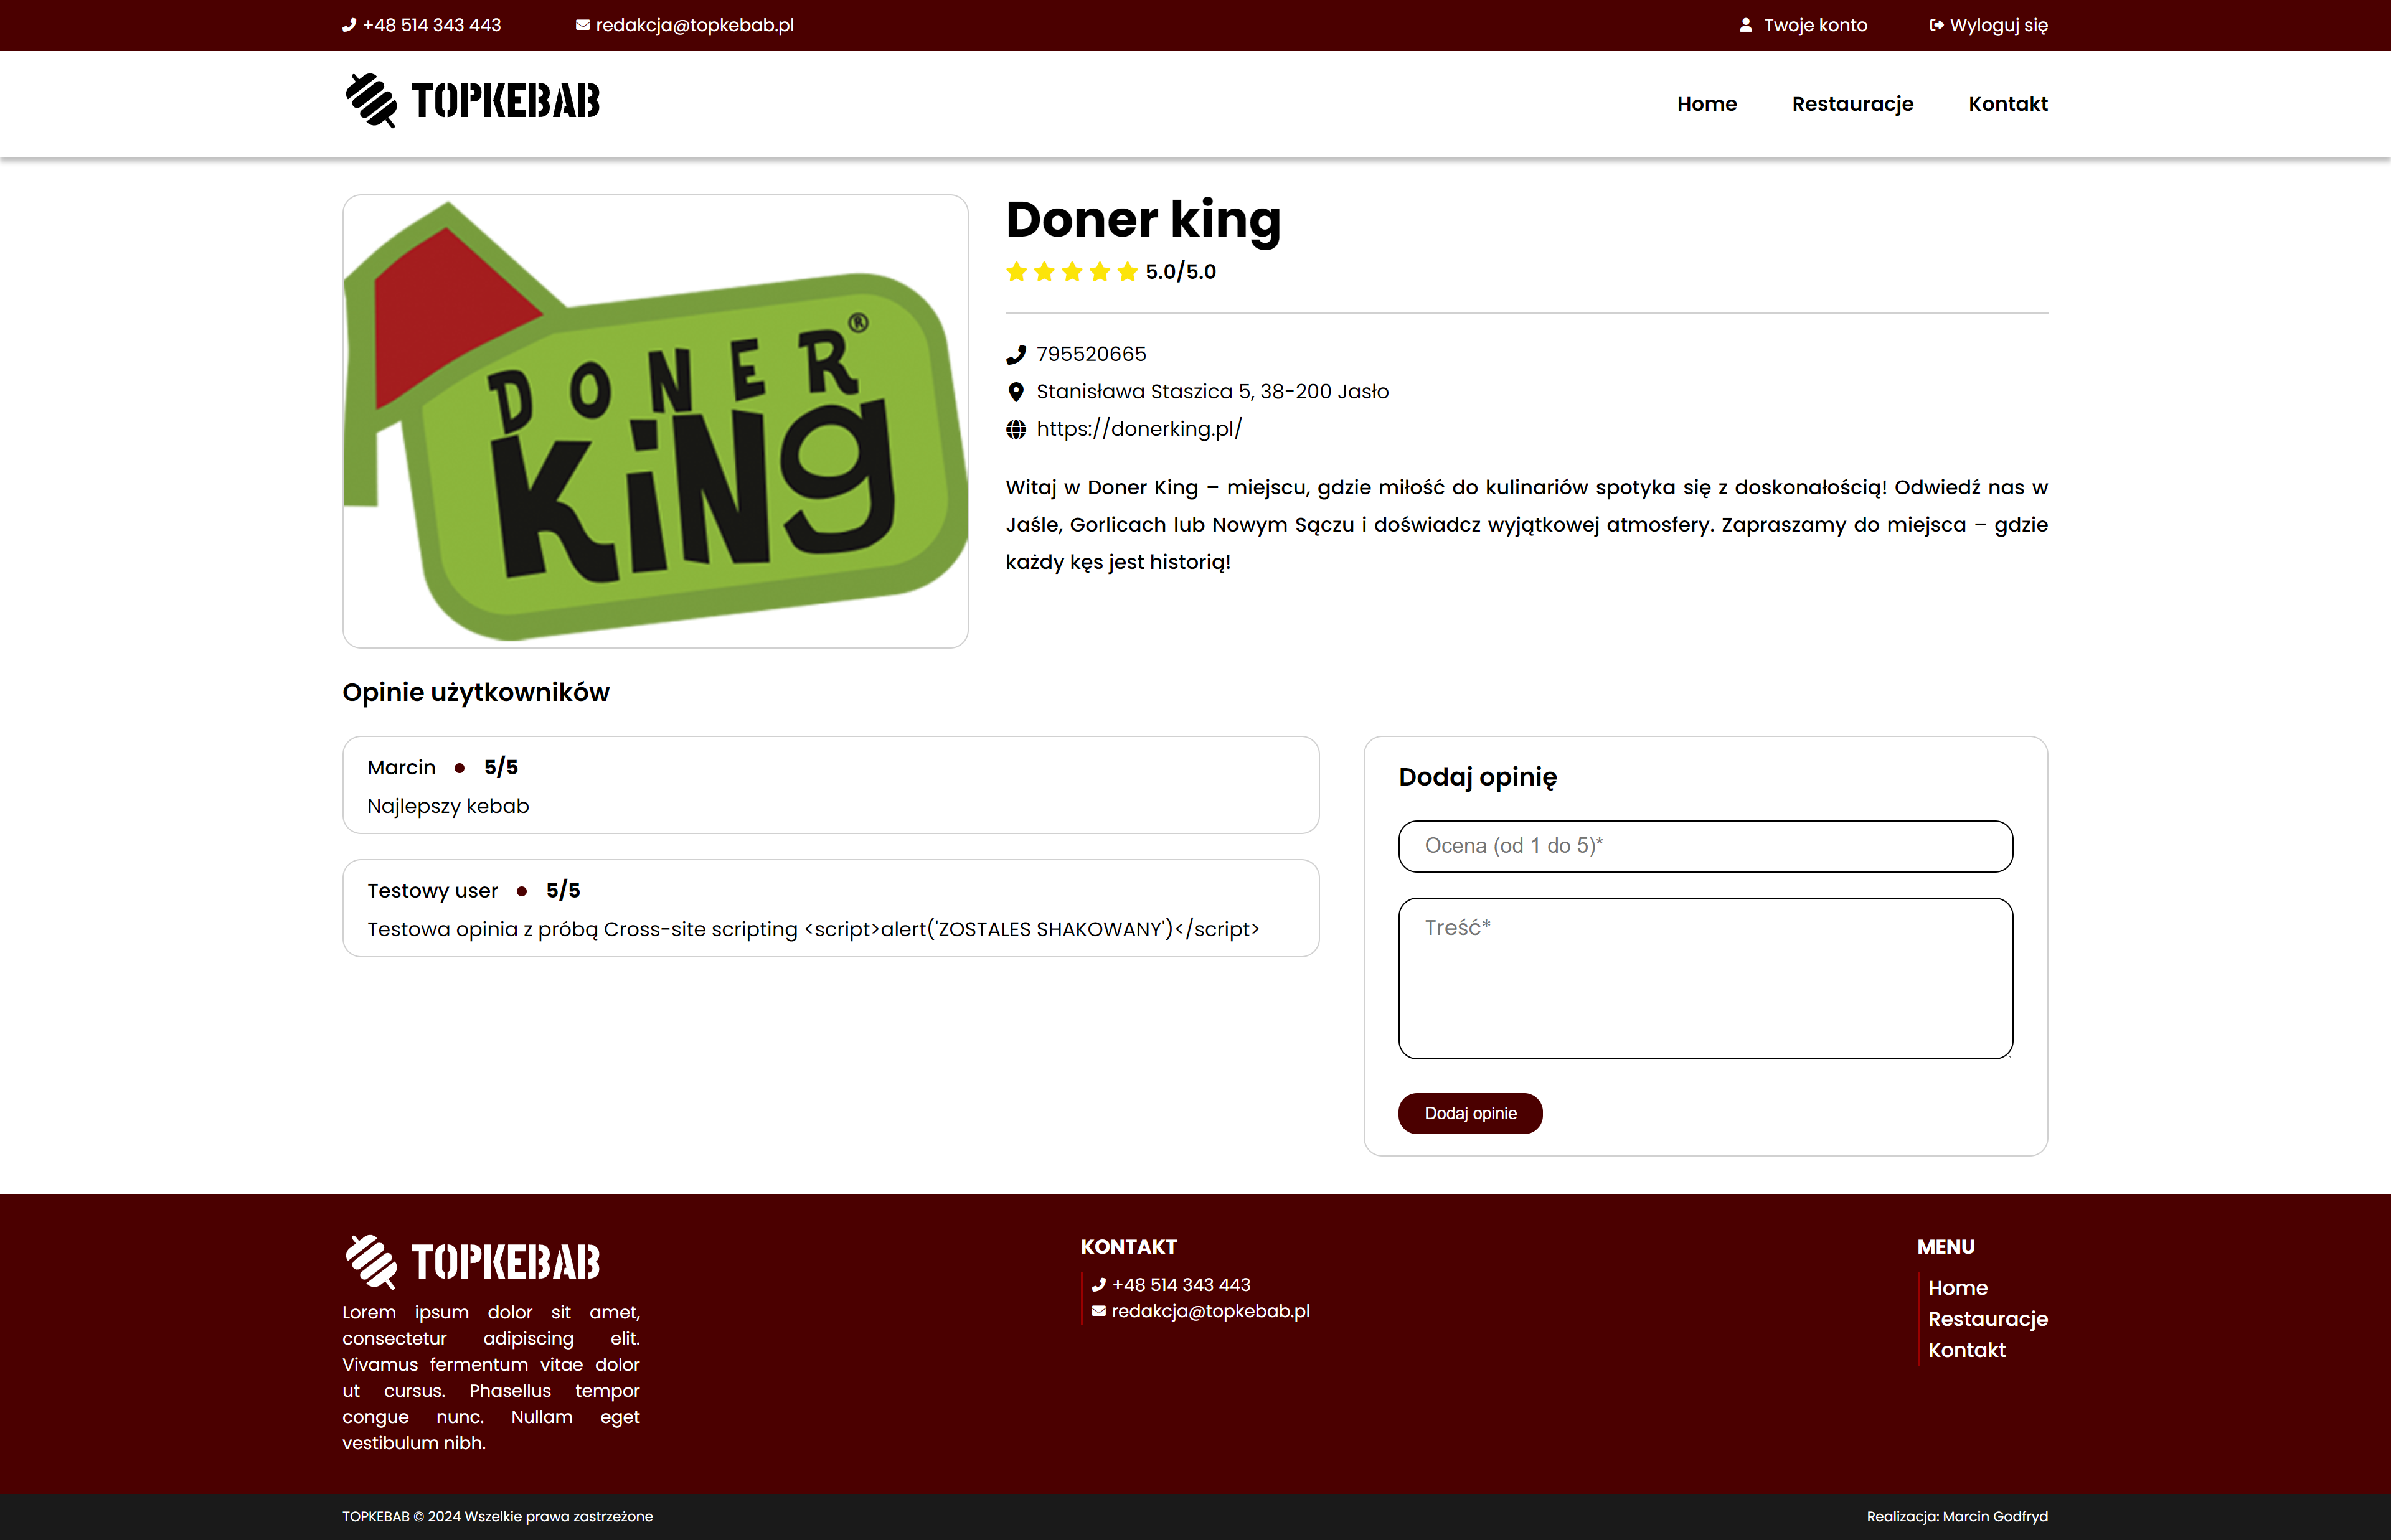 +48 514 343 443
redakcja@topkebab.pl
Twoje konto
Wyloguj się
TOPKEBAB
Home
Restauracje
Kontakt
DONER ®
KiNg
Doner king
5.0/5.0
795520665
Stanisława Staszica 5, 38-200 Jasło
https://donerking.pl/
Witaj w Doner King – miejscu, gdzie miłość do kulinariów spotyka się z doskonałością! Odwiedź nas w
Jaśle, Gorlicach lub Nowym Sączu i doświadcz wyjątkowej atmosfery. Zapraszamy do miejsca – gdzie
każdy kęs jest historią!
Opinie użytkowników
Marcin ● 5/5
Najlepszy kebab
Testowy user ● 5/5
Testowa opinia z próbą Cross-site scripting <script>alert('ZOSTALES SHAKOWANY')</script>
Dodaj opinię
Ocena (od 1 do 5)*
Treść*
Dodaj opinie
TOPKEBAB
Lorem ipsum dolor sit amet,
consectetur adipiscing elit.
Vivamus fermentum vitae dolor
ut cursus. Phasellus tempor
congue nunc. Nullam eget
vestibulum nibh.
KONTAKT
+48 514 343 443
redakcja@topkebab.pl
MENU
Home
Restauracje
Kontakt
TOPKEBAB © 2024 Wszelkie prawa zastrzeżone
Realizacja: Marcin Godfryd